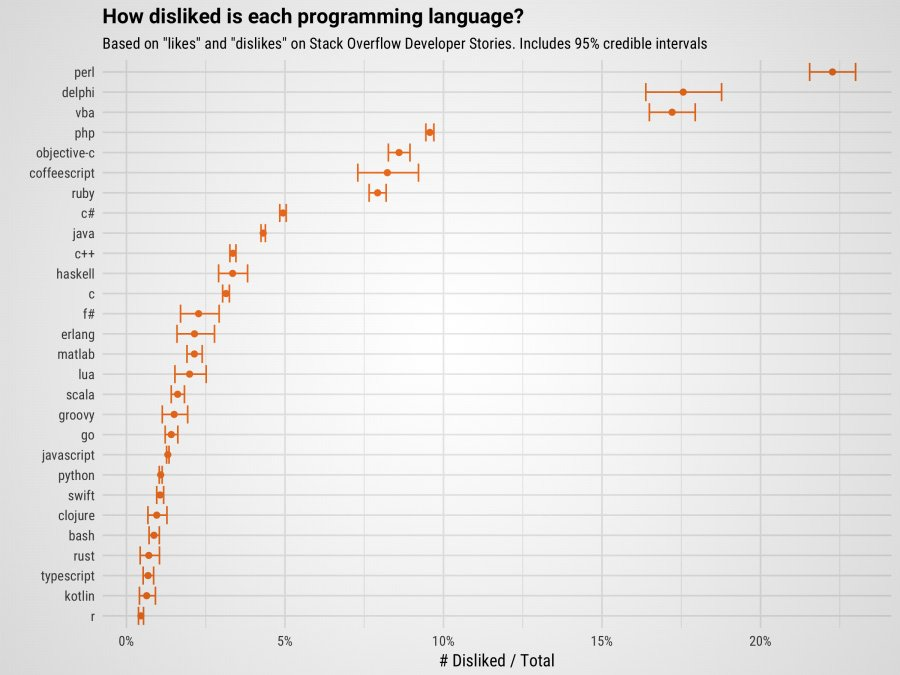 How disliked is each programming language?
Based on "likes" and "dislikes" on Stack Overflow Developer Stories. Includes 95% credible intervals
perl
delphi
vba
php
objective-c
coffeescript
ruby
c#
java
c++
haskell
c
f#
erlang
matlab
lua
scala
groovy
go
javascript
python
swift
clojure
bash
rust
typescript
kotlin
r
0% 5% 10% 15% 20%
# Disliked / Total